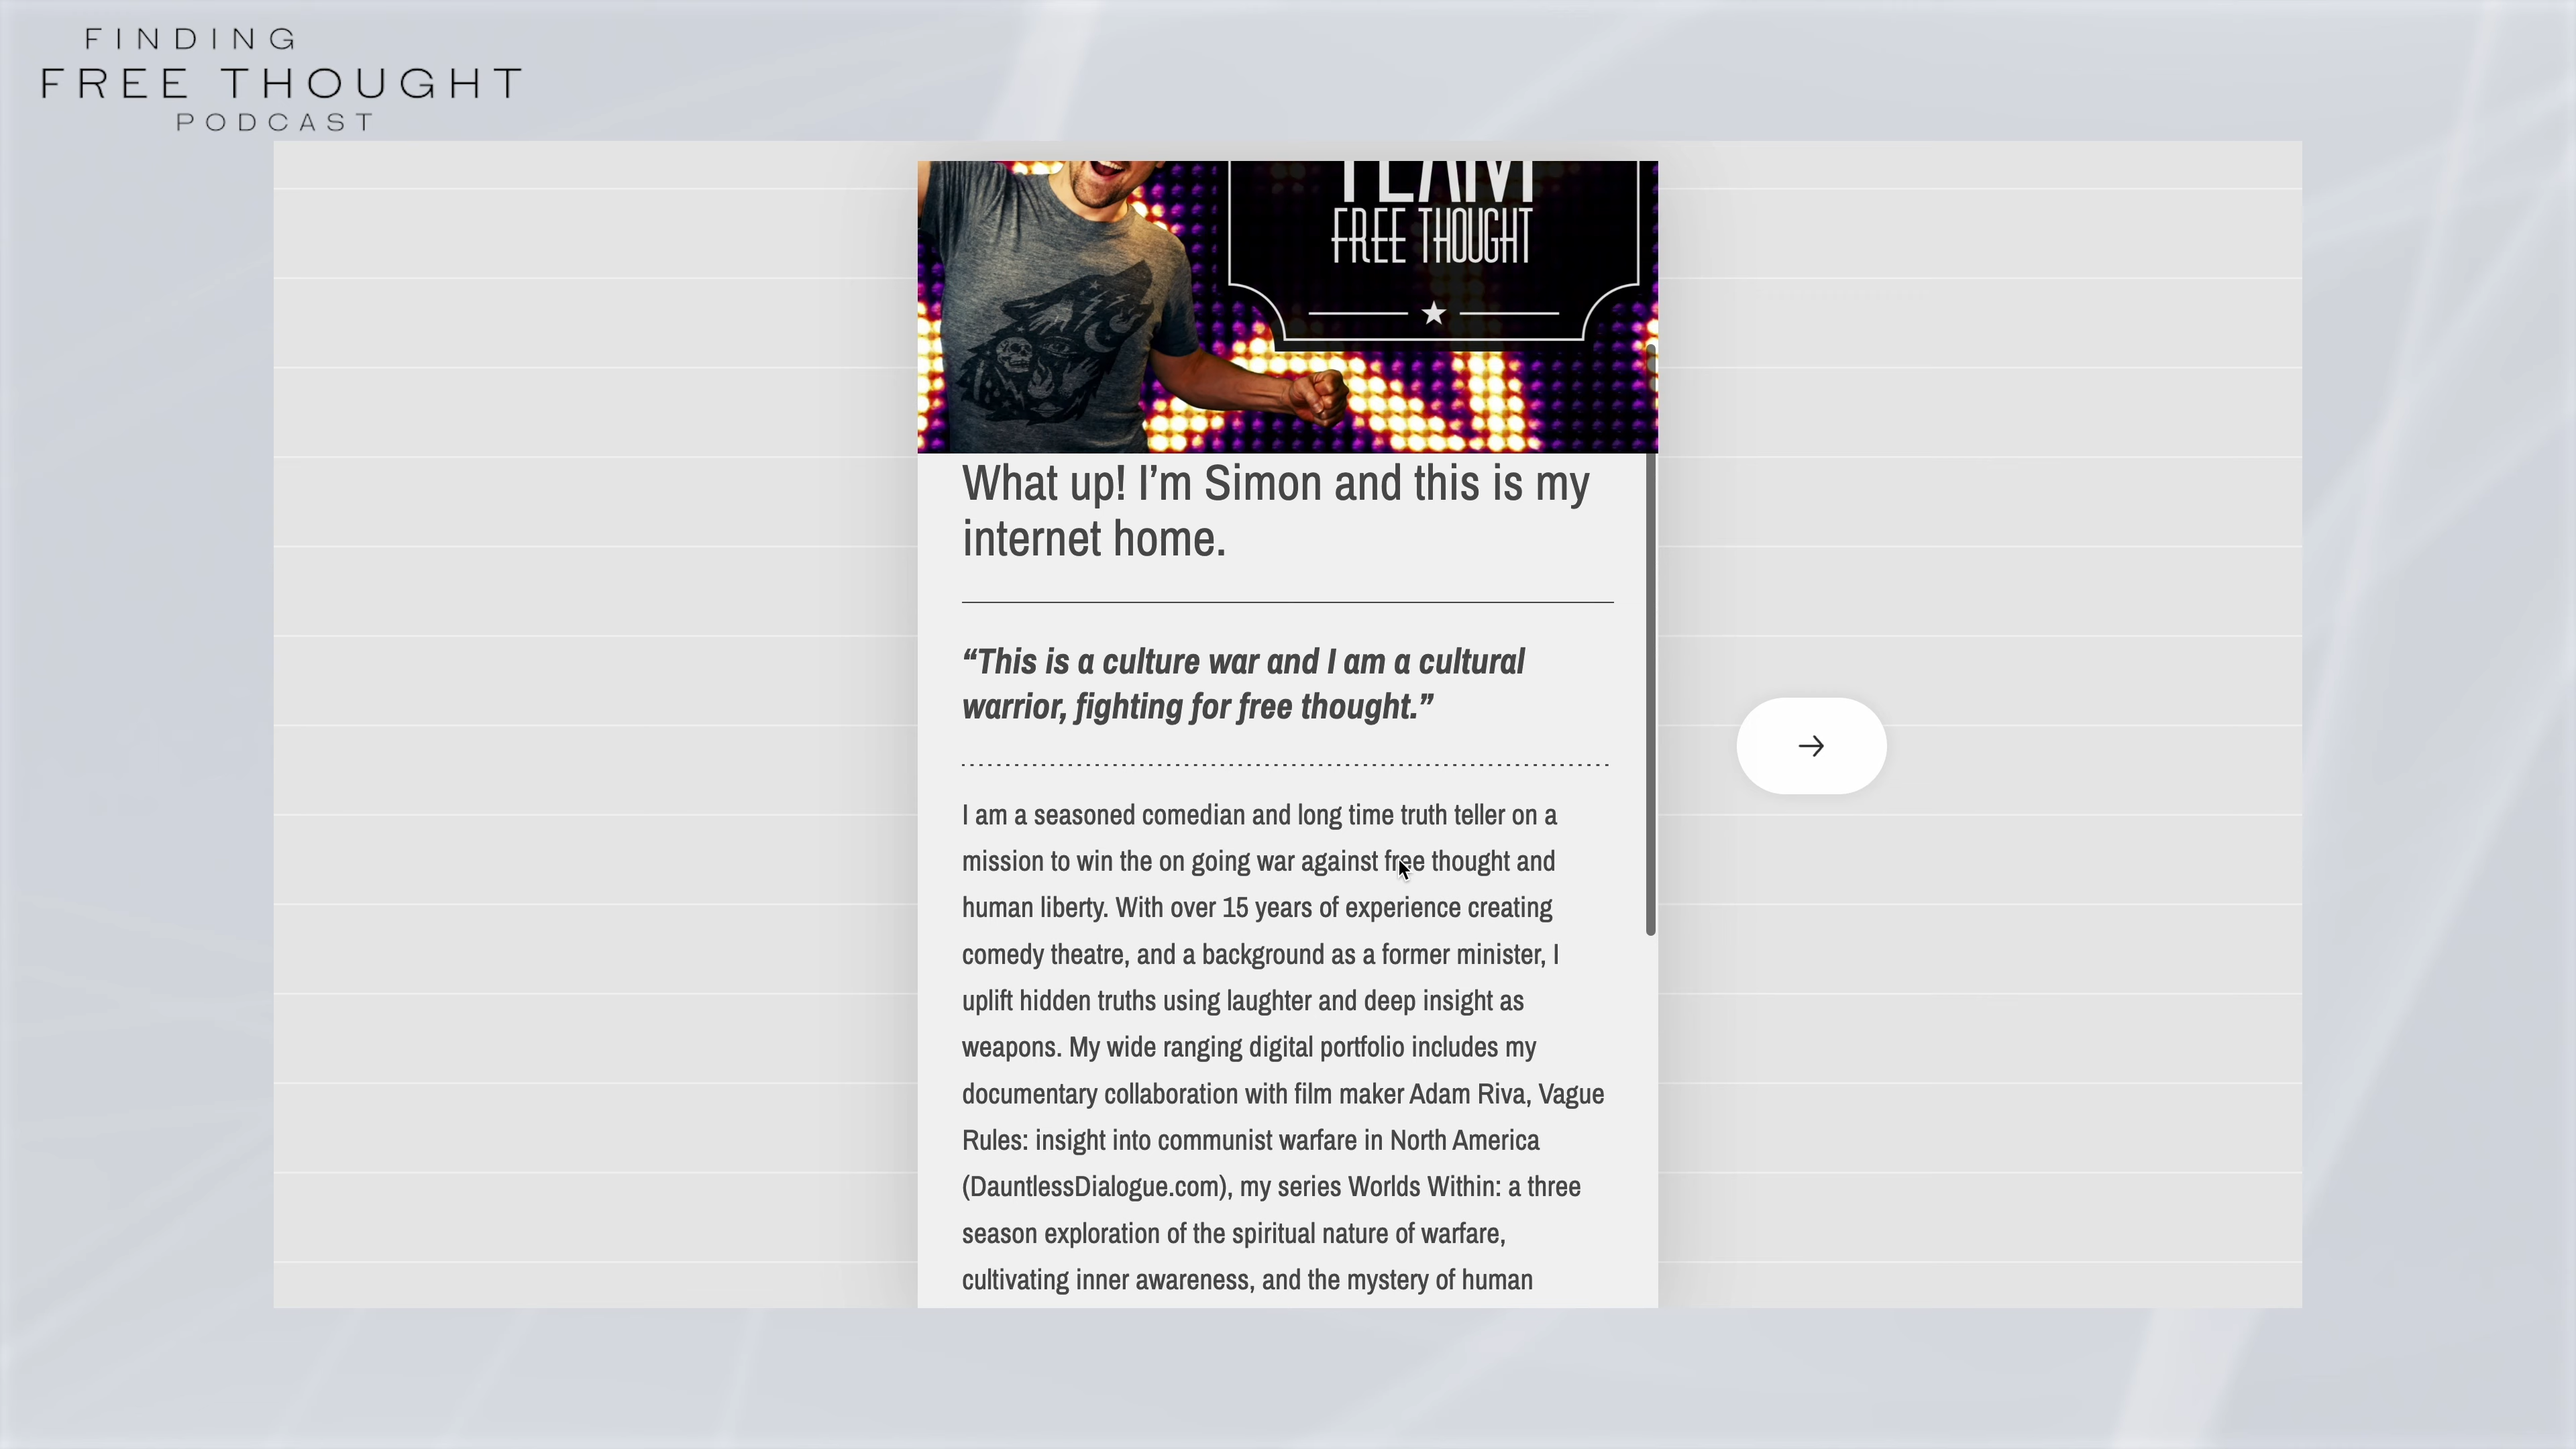 FINDING
FREE THOUGHT
PODCAST
TEAM
FREE THOUGHT
What up! I’m Simon and this is my
internet home.
“This is a culture war and I am a cultural
warrior, fighting for free thought.”
I am a seasoned comedian and long time truth teller on a
mission to win the on going war against free thought and
human liberty. With over 15 years of experience creating
comedy theatre, and a background as a former minister, I
uplift hidden truths using laughter and deep insight as
weapons. My wide ranging digital portfolio includes my
documentary collaboration with film maker Adam Riva, Vague
Rules: insight into communist warfare in North America
(DauntlessDialogue.com), my series Worlds Within: a three
season exploration of the spiritual nature of warfare,
cultivating inner awareness, and the mystery of human